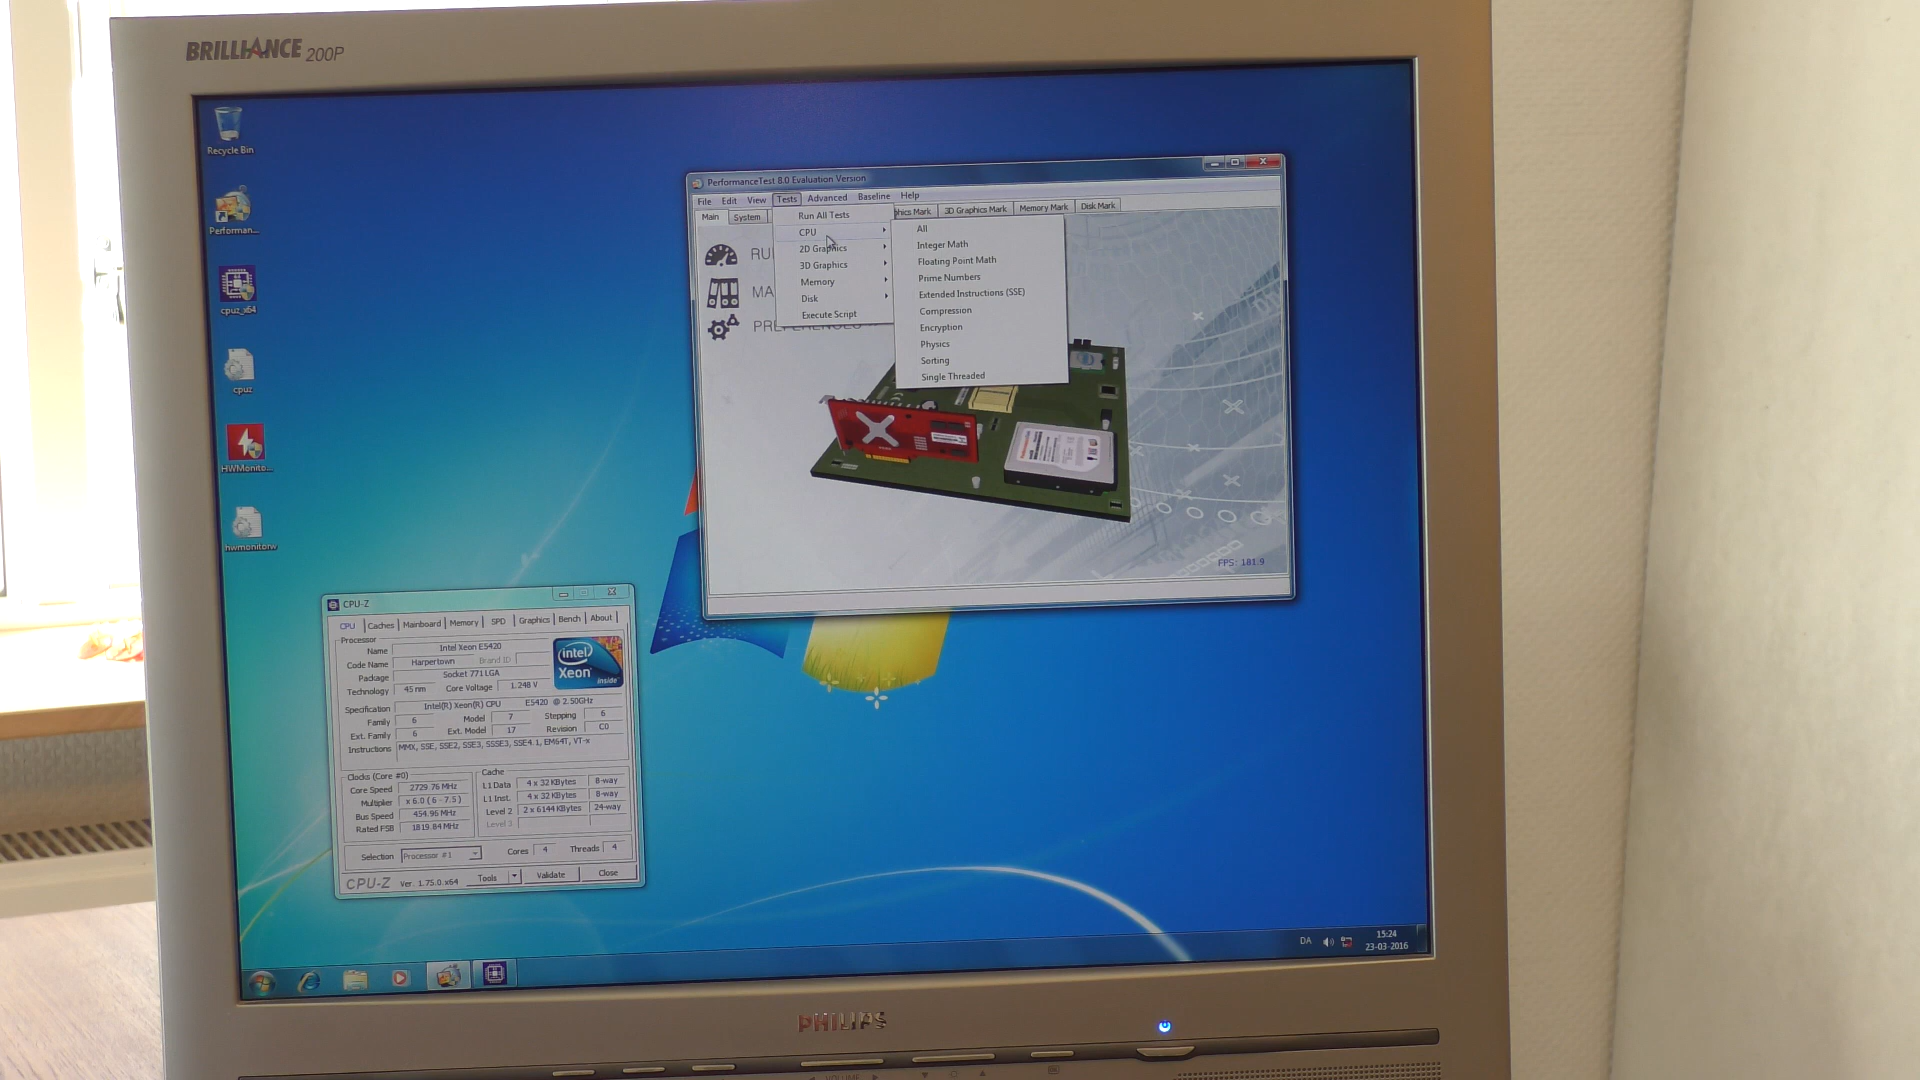 BRILLIANCE 200P
Recycle Bin
Performan...
cpuz_x64
cpuz
HWMonito...
hwmonitorw
PerformanceTest 8.0 Evaluation Version
File Edit View Tests Advanced Baseline Help
Main System phics Mark 3D Graphics Mark Memory Mark Disk Mark
Run All Tests
CPU
2D Graphics
3D Graphics
Memory
Disk
Execute Script
All
Integer Math
Floating Point Math
Prime Numbers
Extended Instructions (SSE)
Compression
Encryption
Physics
Sorting
Single Threaded
RU
MA
PREFERENCES
FPS: 181.9
CPU-Z
CPU Caches Mainboard Memory SPD Graphics Bench About
Processor
Name Intel Xeon E5420
Code Name Harpertown Brand ID
Package Socket 771 LGA
Technology 45 nm Core Voltage 1.248 V
intel Xeon inside
Specification Intel(R) Xeon(R) CPU E5420 @ 2.50GHz
Family 6 Model 7 Stepping 6
Ext. Family 6 Ext. Model 17 Revision C0
Instructions MMX, SSE, SSE2, SSE3, SSSE3, SSE4.1, EM64T, VT-x
Clocks (Core #0)
Core Speed 2729.76 MHz
Multiplier x 6.0 ( 6 - 7.5 )
Bus Speed 454.96 MHz
Rated FSB 1819.84 MHz
Cache
L1 Data 4 x 32 KBytes 8-way
L1 Inst. 4 x 32 KBytes 8-way
Level 2 2 x 6144 KBytes 24-way
Level 3
Selection Processor #1 Cores 4 Threads 4
CPU-Z Ver. 1.75.0.x64 Tools Validate Close
DA
15:24
23-03-2016
PHILIPS
VOLUME